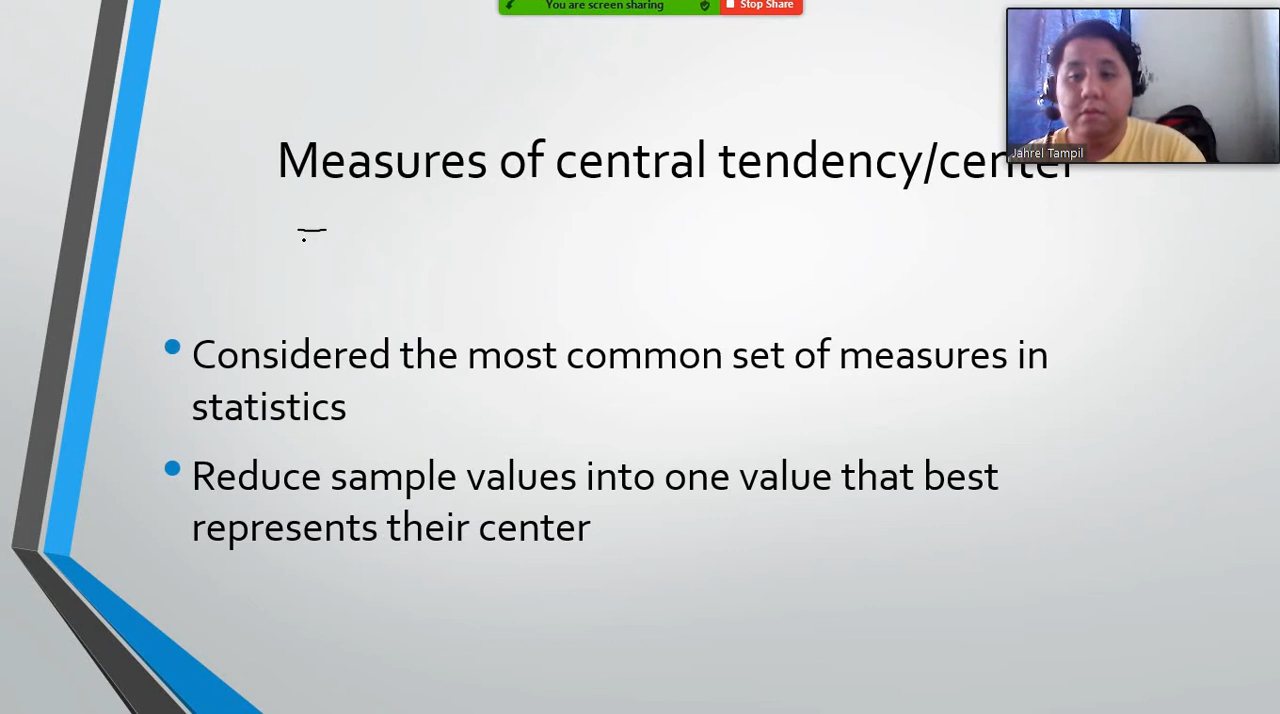 You are screen sharing Stop Share
Jahrel Tampil
Measures of central tendency/center
Considered the most common set of measures in
statistics
Reduce sample values into one value that best
represents their center